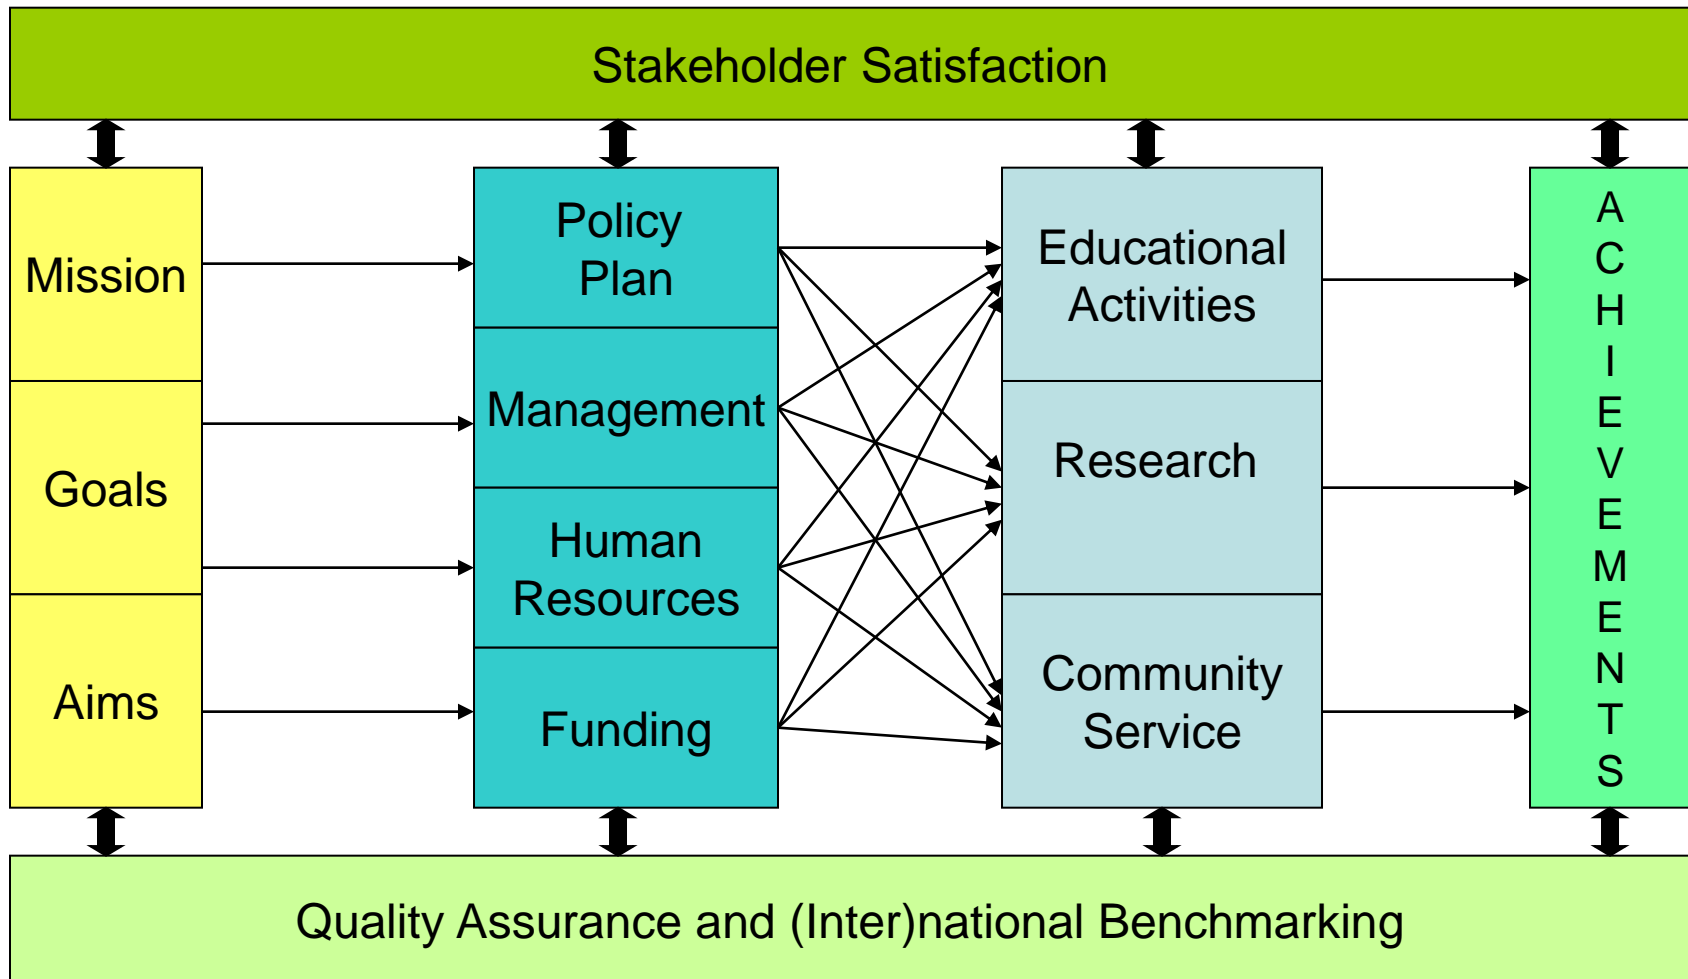 Stakeholder Satisfaction
Mission
Goals
Aims
Policy
Plan
Management
Human
Resources
Funding
Educational
Activities
Research
Community
Service
A
C
H
I
E
V
E
M
E
N
T
S
Quality Assurance and (Inter)national Benchmarking